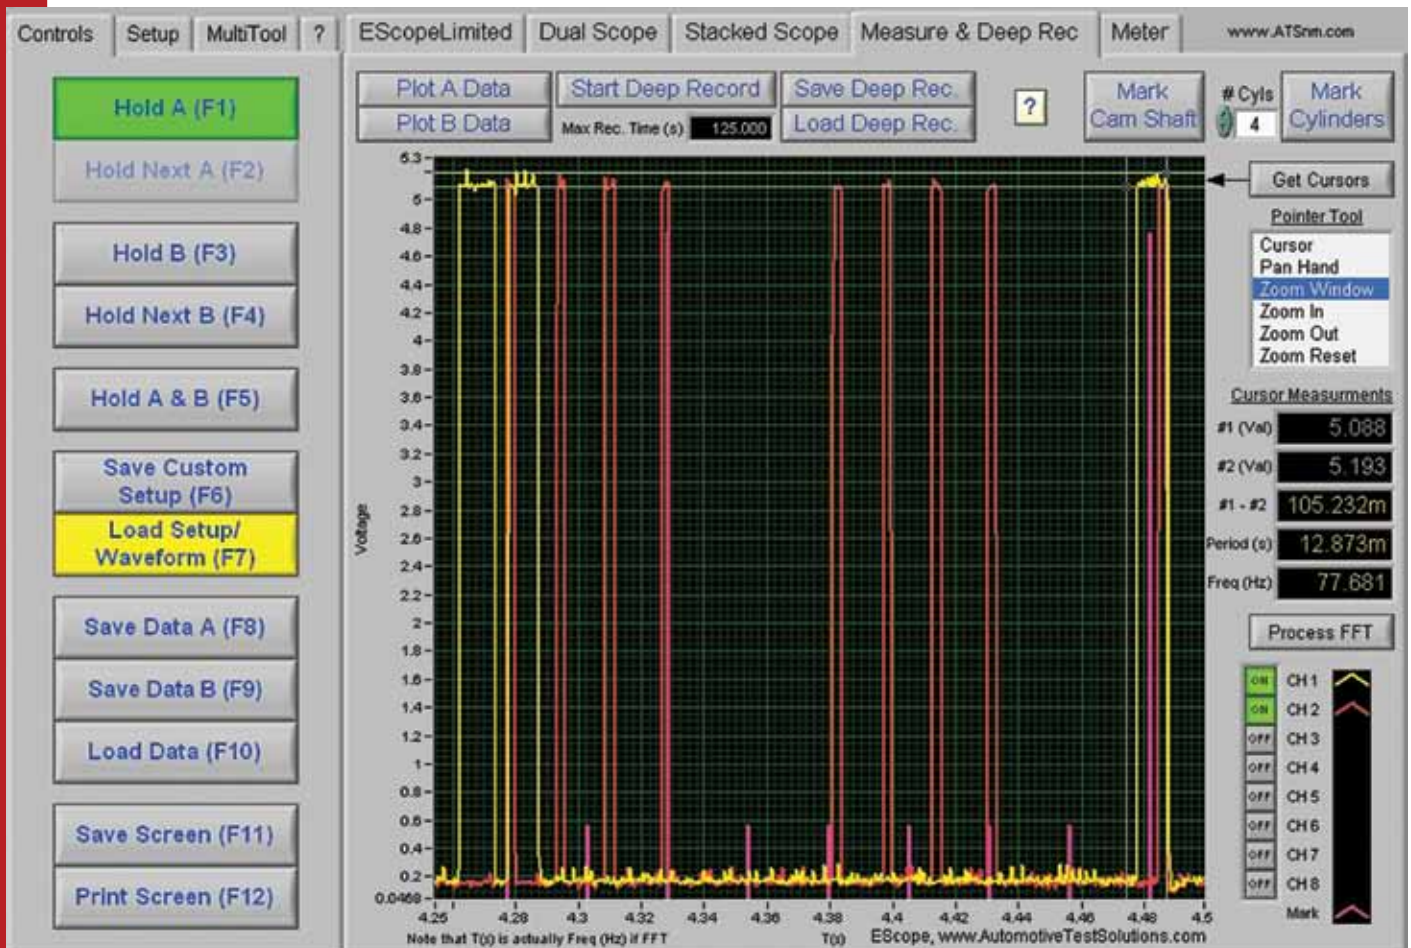 Controls
Setup
MultiTool
?
EScopeLimited
Dual Scope
Stacked Scope
Measure & Deep Rec
Meter
www.ATSnm.com
Hold A (F1)
Hold Next A (F2)
Hold B (F3)
Hold Next B (F4)
Hold A & B (F5)
Save Custom
Setup (F6)
Load Setup/
Waveform (F7)
Save Data A (F8)
Save Data B (F9)
Load Data (F10)
Save Screen (F11)
Print Screen (F12)
Plot A Data
Plot B Data
Start Deep Record
Max Rec. Time (s)
125.000
Save Deep Rec.
Load Deep Rec.
?
Mark
Cam Shaft
# Cyls
4
Mark
Cylinders
5.3
5
4.8
4.6
4.4
4.2
4
3.8
3.6
3.4
3.2
3
2.8
2.6
2.4
2.2
2
1.8
1.6
1.4
1.2
1
0.8
0.6
0.4
0.2
0.0468
Voltage
4.26
4.28
4.3
4.32
4.34
4.36
4.38
4.4
4.42
4.44
4.46
4.48
4.5
Note that T(s) is actually Freq (Hz) if FFT
T(s)
EScope, www.AutomotiveTestSolutions.com
Get Cursors
Pointer Tool
Cursor
Pan Hand
Zoom Window
Zoom In
Zoom Out
Zoom Reset
Cursor Measurments
#1 (Val)
5.088
#2 (Val)
5.193
#1 - #2
105.232m
Period (s)
12.873m
Freq (Hz)
77.681
Process FFT
ON
CH 1
ON
CH 2
OFF
CH 3
OFF
CH 4
OFF
CH 5
OFF
CH 6
OFF
CH 7
OFF
CH 8
Mark